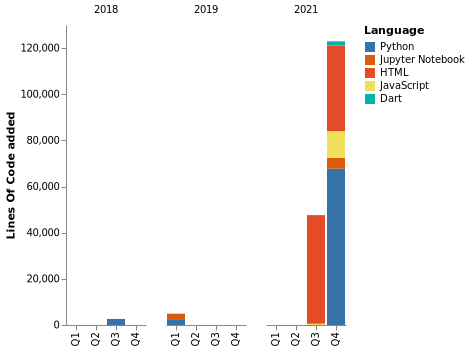 2018 2019 2021
Language
Python
Jupyter Notebook
HTML
JavaScript
Dart
Lines Of Code added
120,000
100,000
80,000
60,000
40,000
20,000
0
Q1 Q2 Q3 Q4 Q1 Q2 Q3 Q4 Q1 Q2 Q3 Q4